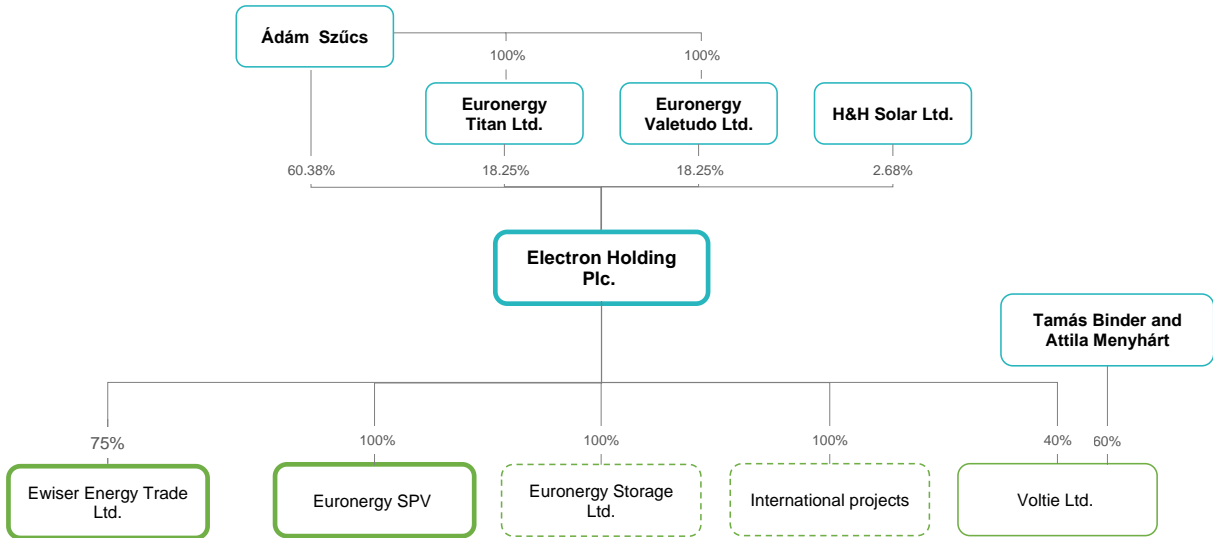 Ádám Szűcs
100%
100%
Euronergy
Titan Ltd.
Euronergy
Valetudo Ltd.
H&H Solar Ltd.
60.38%
18.25%
18.25%
2.68%
Electron Holding
Plc.
Tamás Binder and
Attila Menyhárt
75%
100%
100%
100%
40%
60%
Ewiser Energy Trade
Ltd.
Euronergy SPV
Euronergy Storage
Ltd.
International projects
Voltie Ltd.